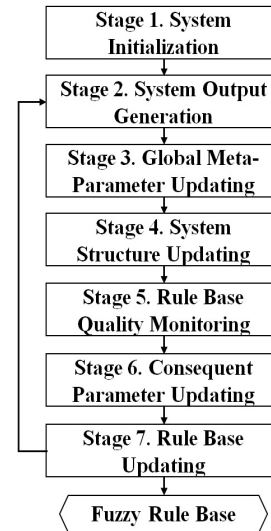 Stage 1. System
Initialization
Stage 2. System Output
Generation
Stage 3. Global Meta-
Parameter Updating
Stage 4. System
Structure Updating
Stage 5. Rule Base
Quality Monitoring
Stage 6. Consequent
Parameter Updating
Stage 7. Rule Base
Updating
Fuzzy Rule Base